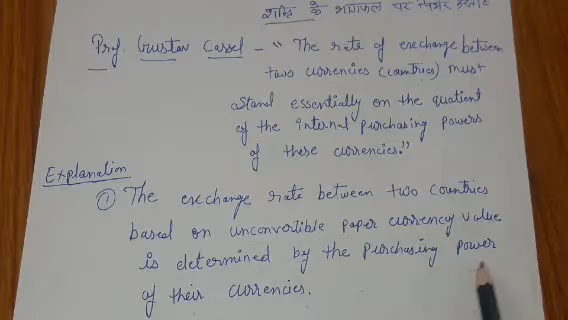 शक्ति के भागफल पर निर्भर करता
Prof. Gustav Cassel - "The rate of exchange between
two currencies (countries) must
stand essentially on the quotient
of the internal purchasing powers
of these currencies."
Explanation
① The exchange rate between two countries
based on unconvertible paper currency value
is determined by the purchasing power
of their currencies.